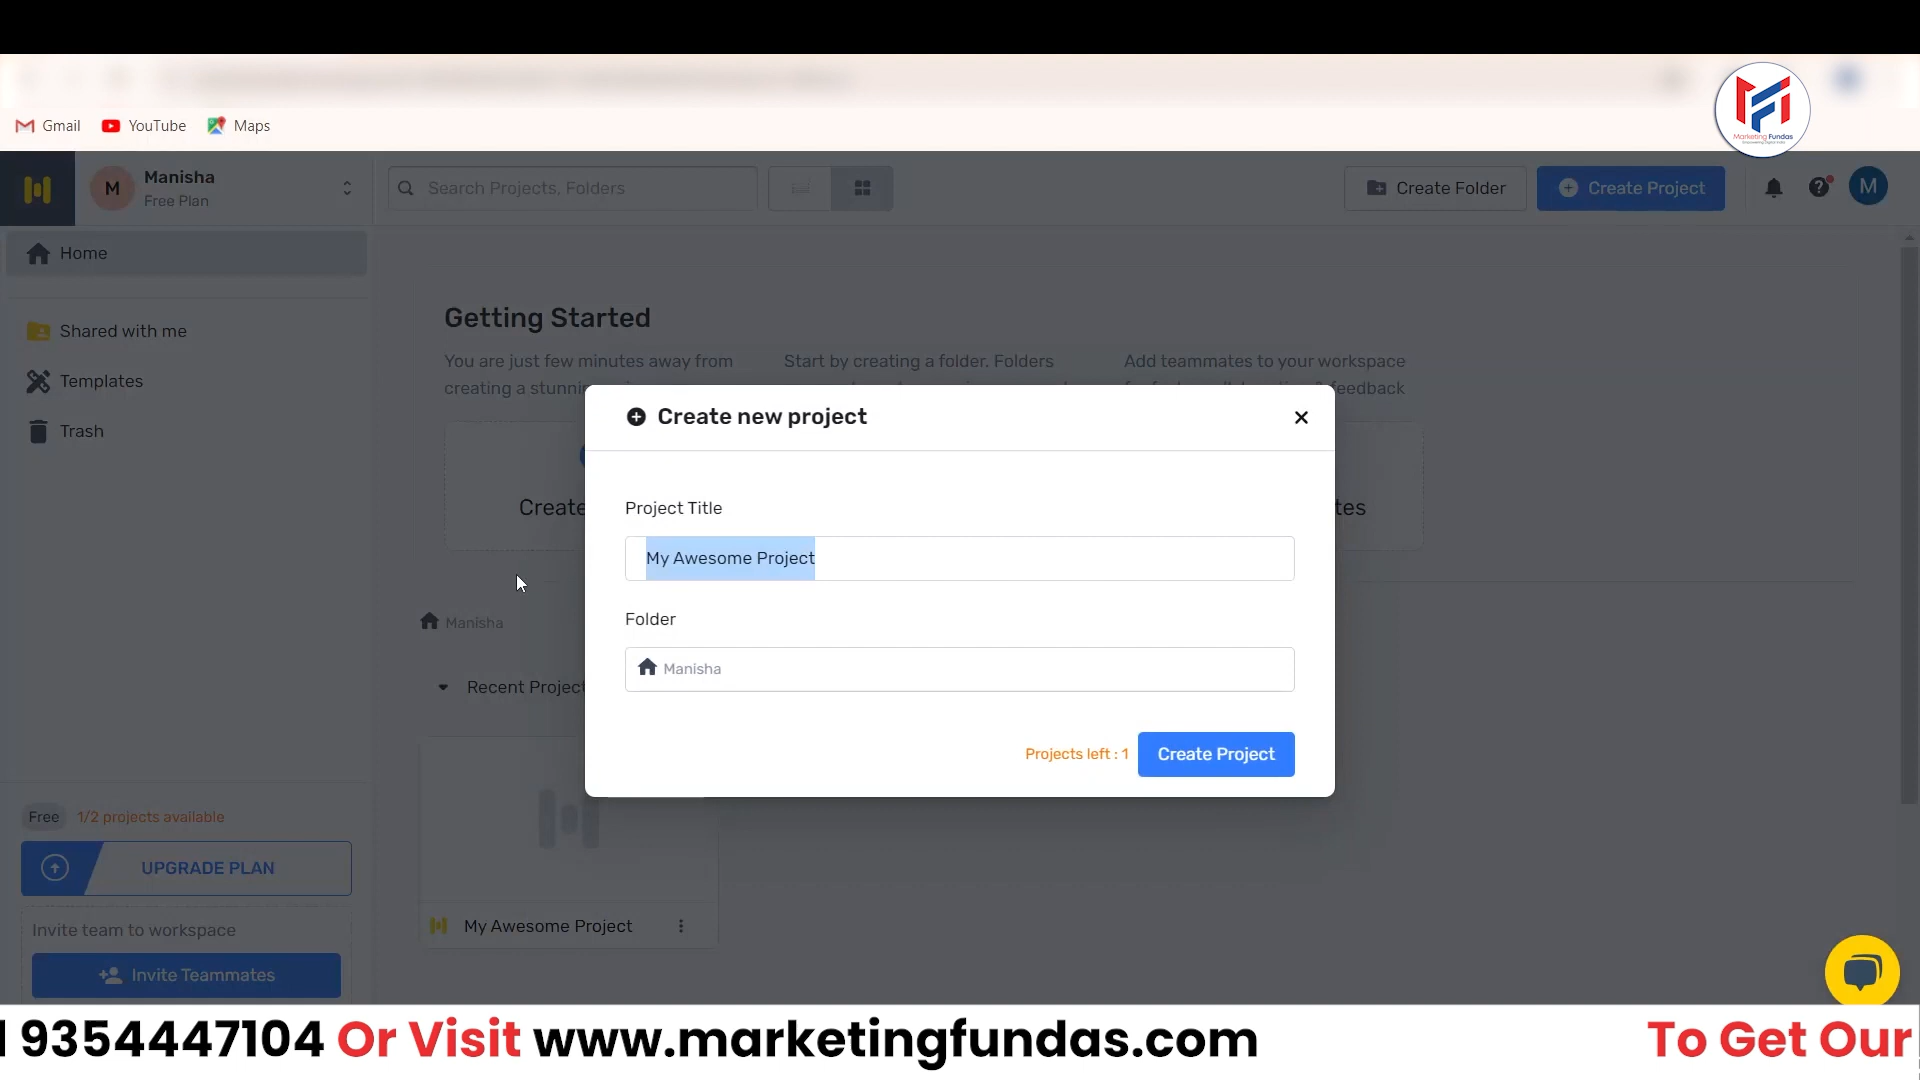 Gmail
YouTube
Maps
Marketing Fundas
M
Manisha
Free Plan
Search Projects, Folders
Create Folder
Create Project
M
Home
Shared with me
Templates
Trash
Getting Started
You are just few minutes away from
Start by creating a folder. Folders
Add teammates to your workspace
Create new project
Project Title
My Awesome Project
Folder
Manisha
Projects left : 1
Create Project
Manisha
Recent
My Awesome Project
Free
1/2 projects available
UPGRADE PLAN
Invite team to workspace
Invite Teammates
9354447104 Or Visit www.marketingfundas.com
To Get Our